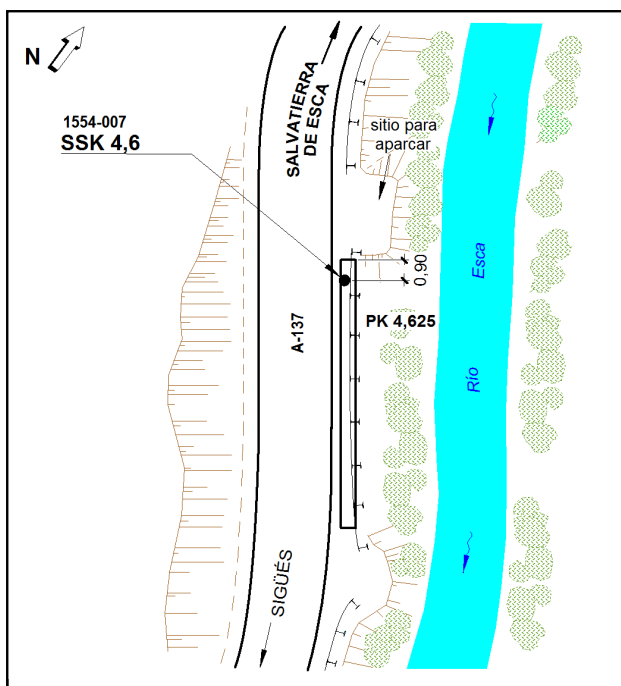 N
1554-007
SSK 4,6
SALVATIERRA
DE ESCA
sitio para
aparcar
0,90
PK 4,625
A-137
Río
Esca
SIGÜÉS